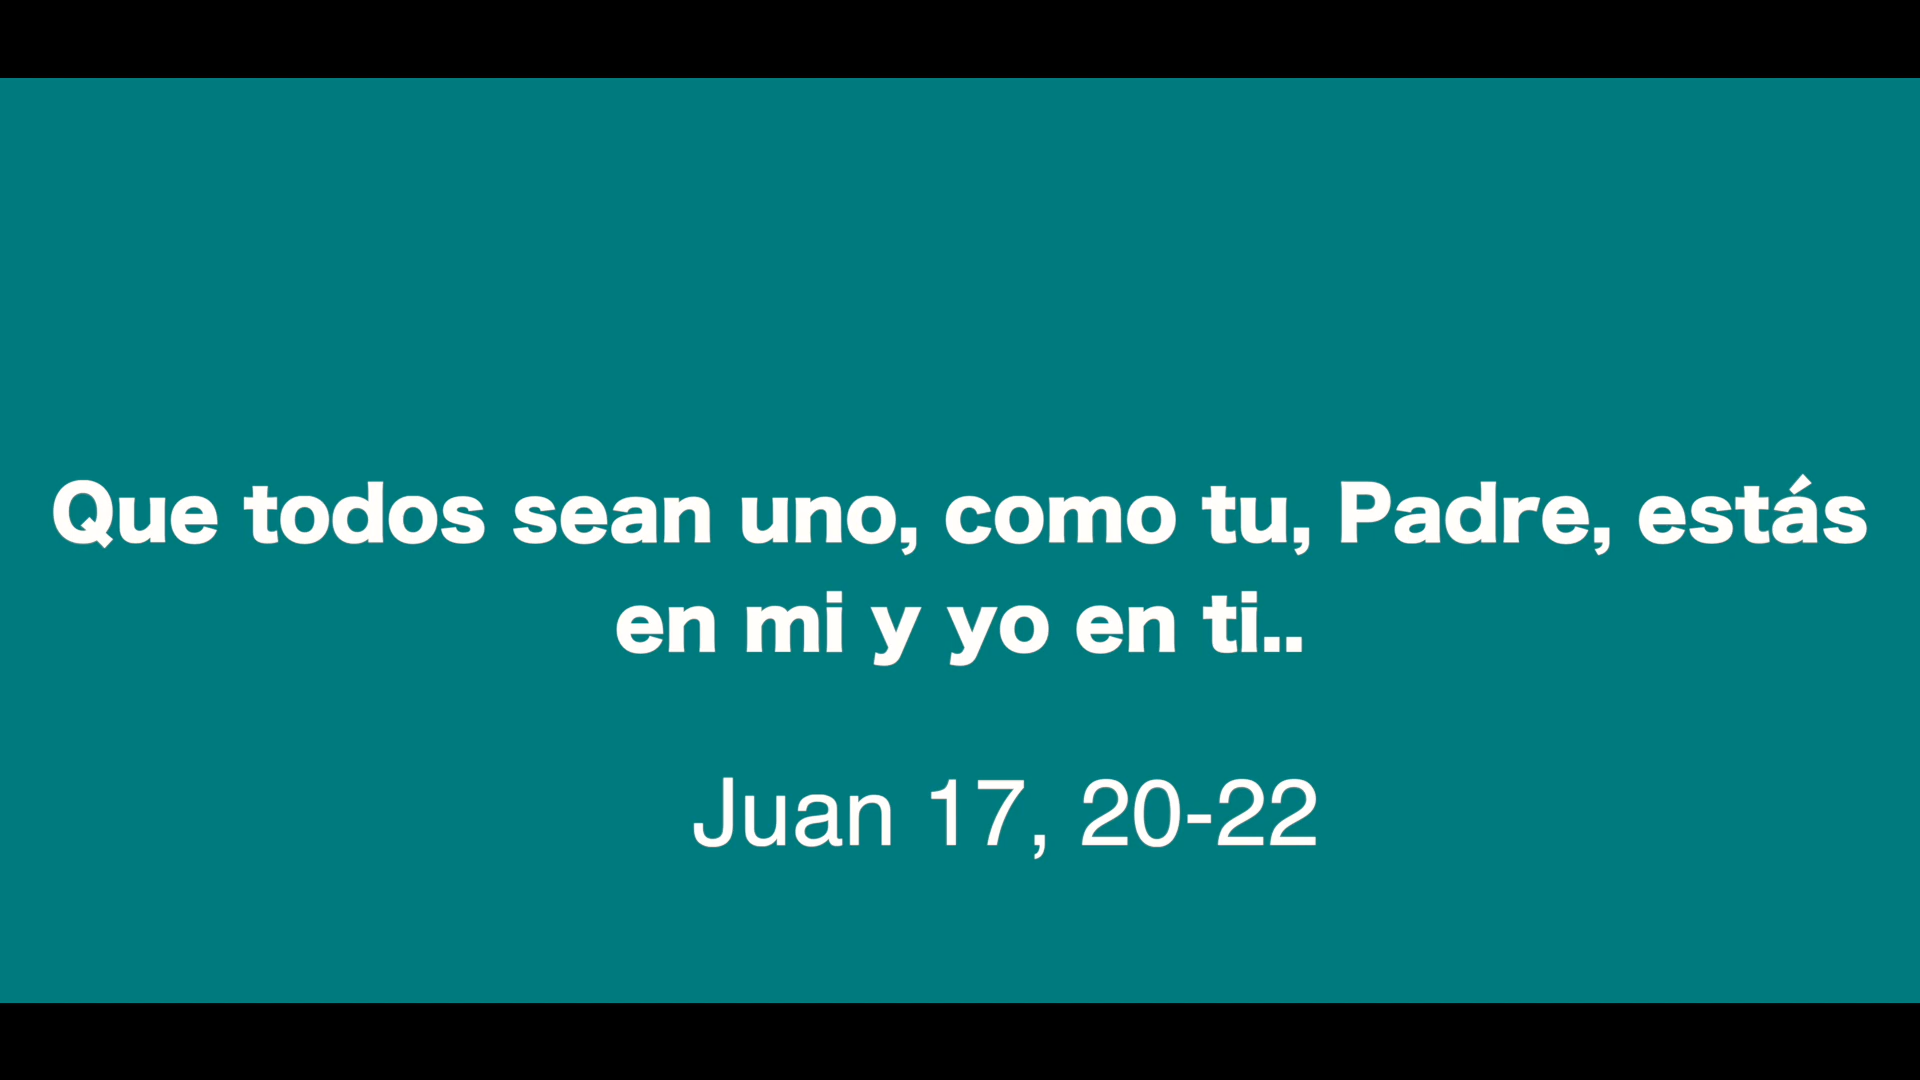 Que todos sean uno, como tu, Padre, estás
en mi y yo en ti..
Juan 17, 20-22